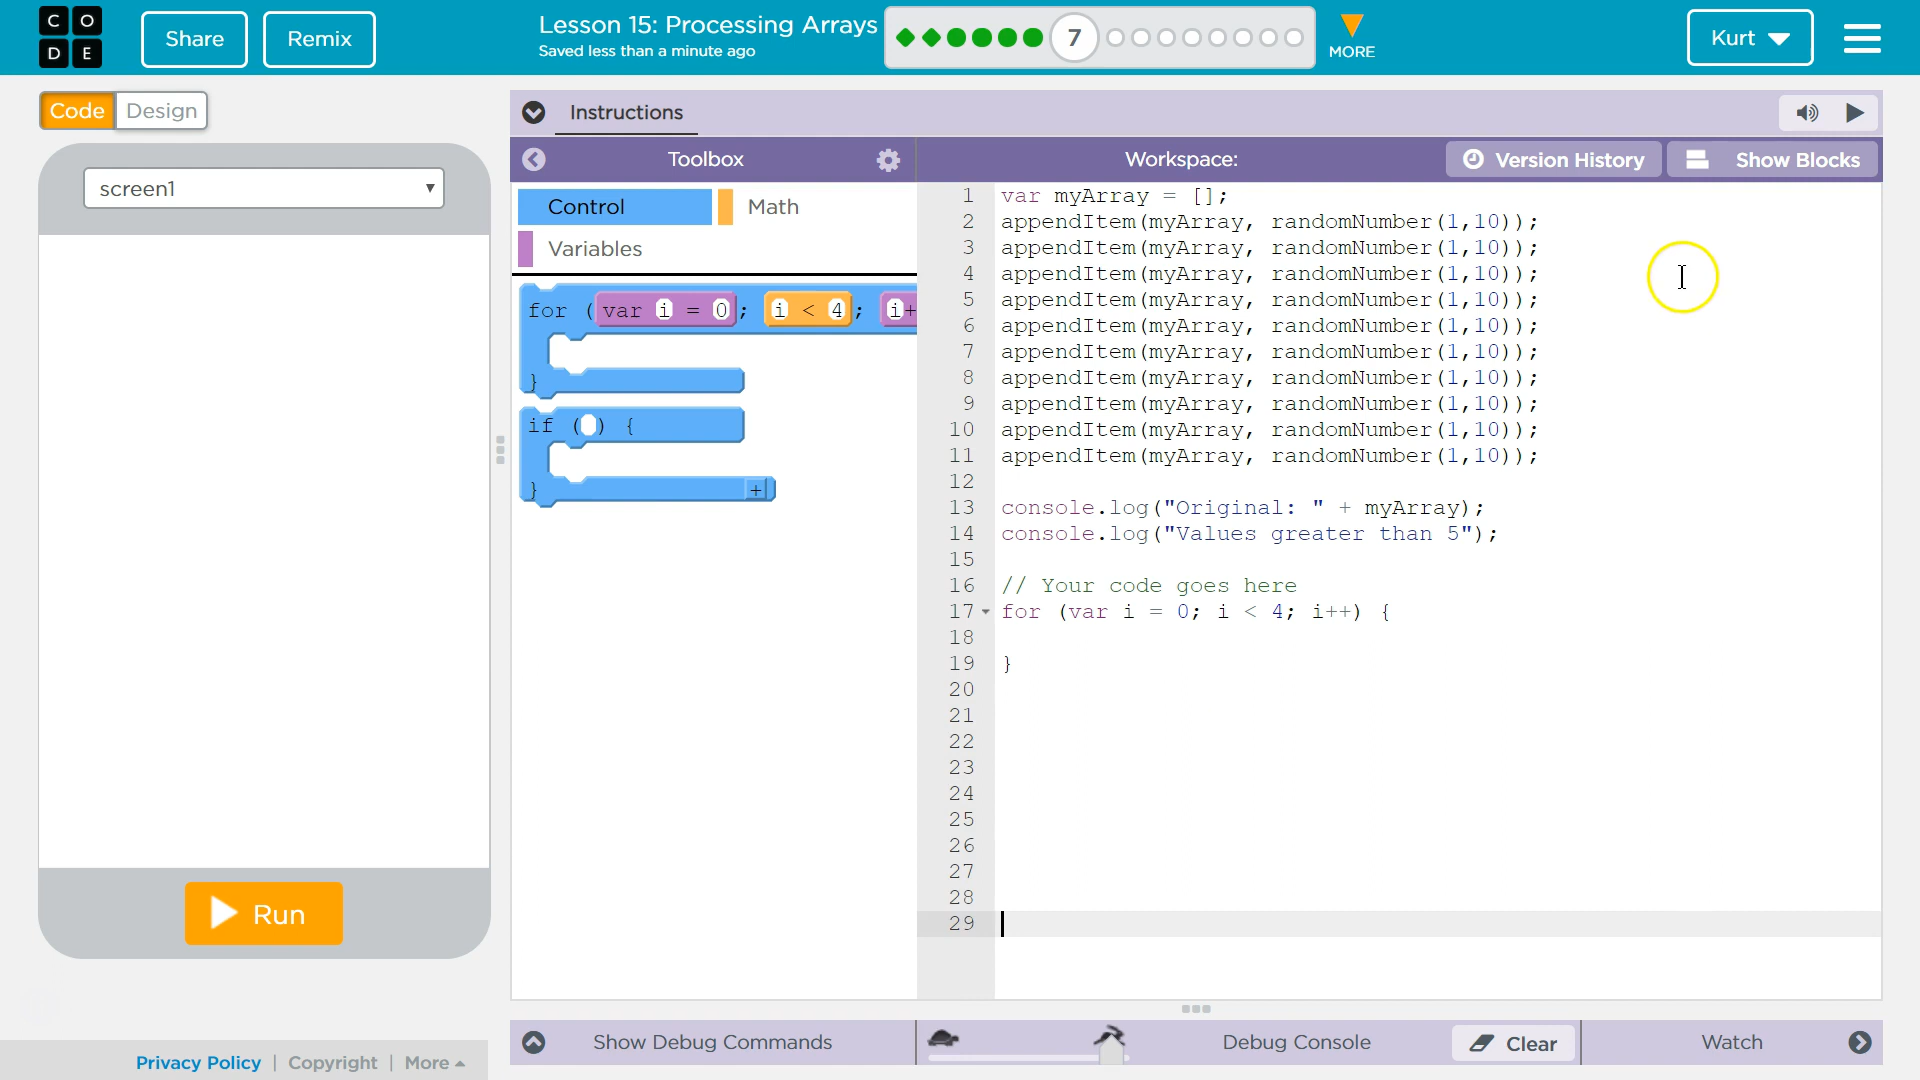 C O
D E
Share
Remix
Lesson 15: Processing Arrays
Saved less than a minute ago
7
MORE
Kurt
Code
Design
Instructions
Toolbox
Workspace:
Version History
Show Blocks
screen1
Control
Math
Variables
for ( var i = 0 ; i < 4 ; i+
}
if ( ) {
}
+
1 var myArray = [];
2 appendItem(myArray, randomNumber(1,10));
3 appendItem(myArray, randomNumber(1,10));
4 appendItem(myArray, randomNumber(1,10));
5 appendItem(myArray, randomNumber(1,10));
6 appendItem(myArray, randomNumber(1,10));
7 appendItem(myArray, randomNumber(1,10));
8 appendItem(myArray, randomNumber(1,10));
9 appendItem(myArray, randomNumber(1,10));
10 appendItem(myArray, randomNumber(1,10));
11 appendItem(myArray, randomNumber(1,10));
12
13 console.log("Original: " + myArray);
14 console.log("Values greater than 5");
15
16 // Your code goes here
17 for (var i = 0; i < 4; i++) {
18
19 }
20
21
22
23
24
25
26
27
28
29
Run
Show Debug Commands
Debug Console
Clear
Watch
Privacy Policy | Copyright | More